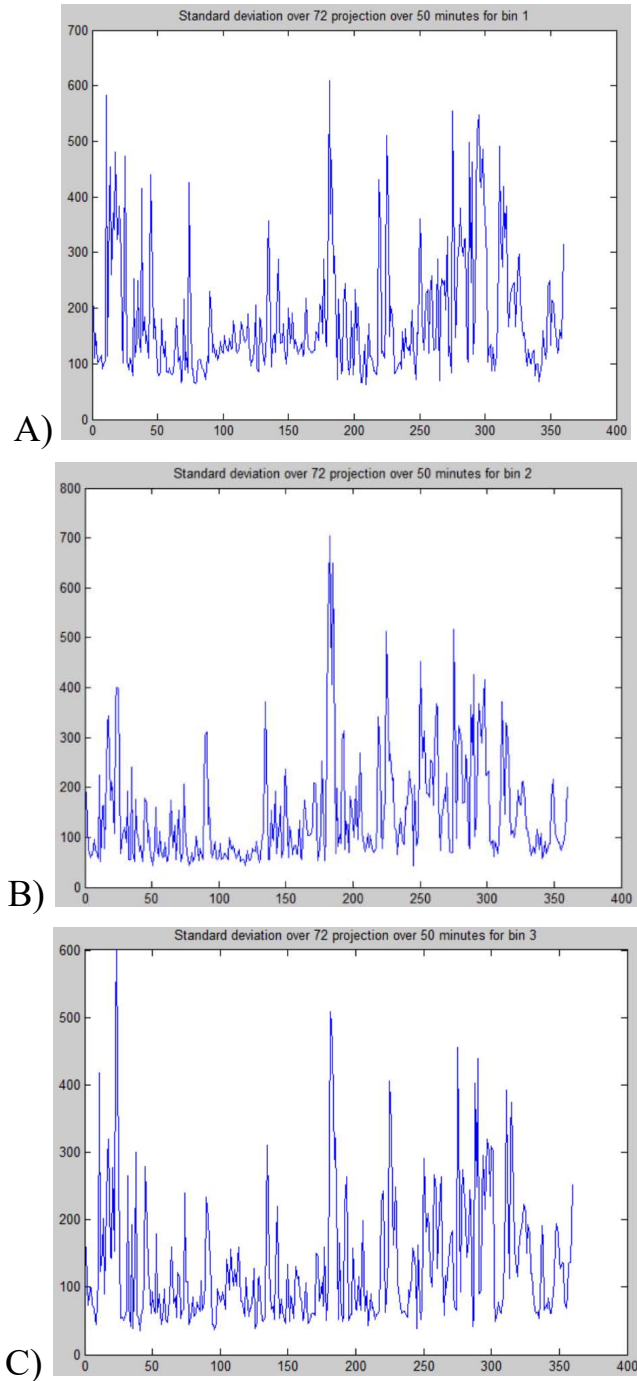 Standard deviation over 72 projection over 50 minutes for bin 1
700
600
500
400
300
200
100
0
0 50 100 150 200 250 300 350 400
A)
Standard deviation over 72 projection over 50 minutes for bin 2
800
700
600
500
400
300
200
100
0
0 50 100 150 200 250 300 350 400
B)
Standard deviation over 72 projection over 50 minutes for bin 3
600
500
400
300
200
100
0
0 50 100 150 200 250 300 350 400
C)